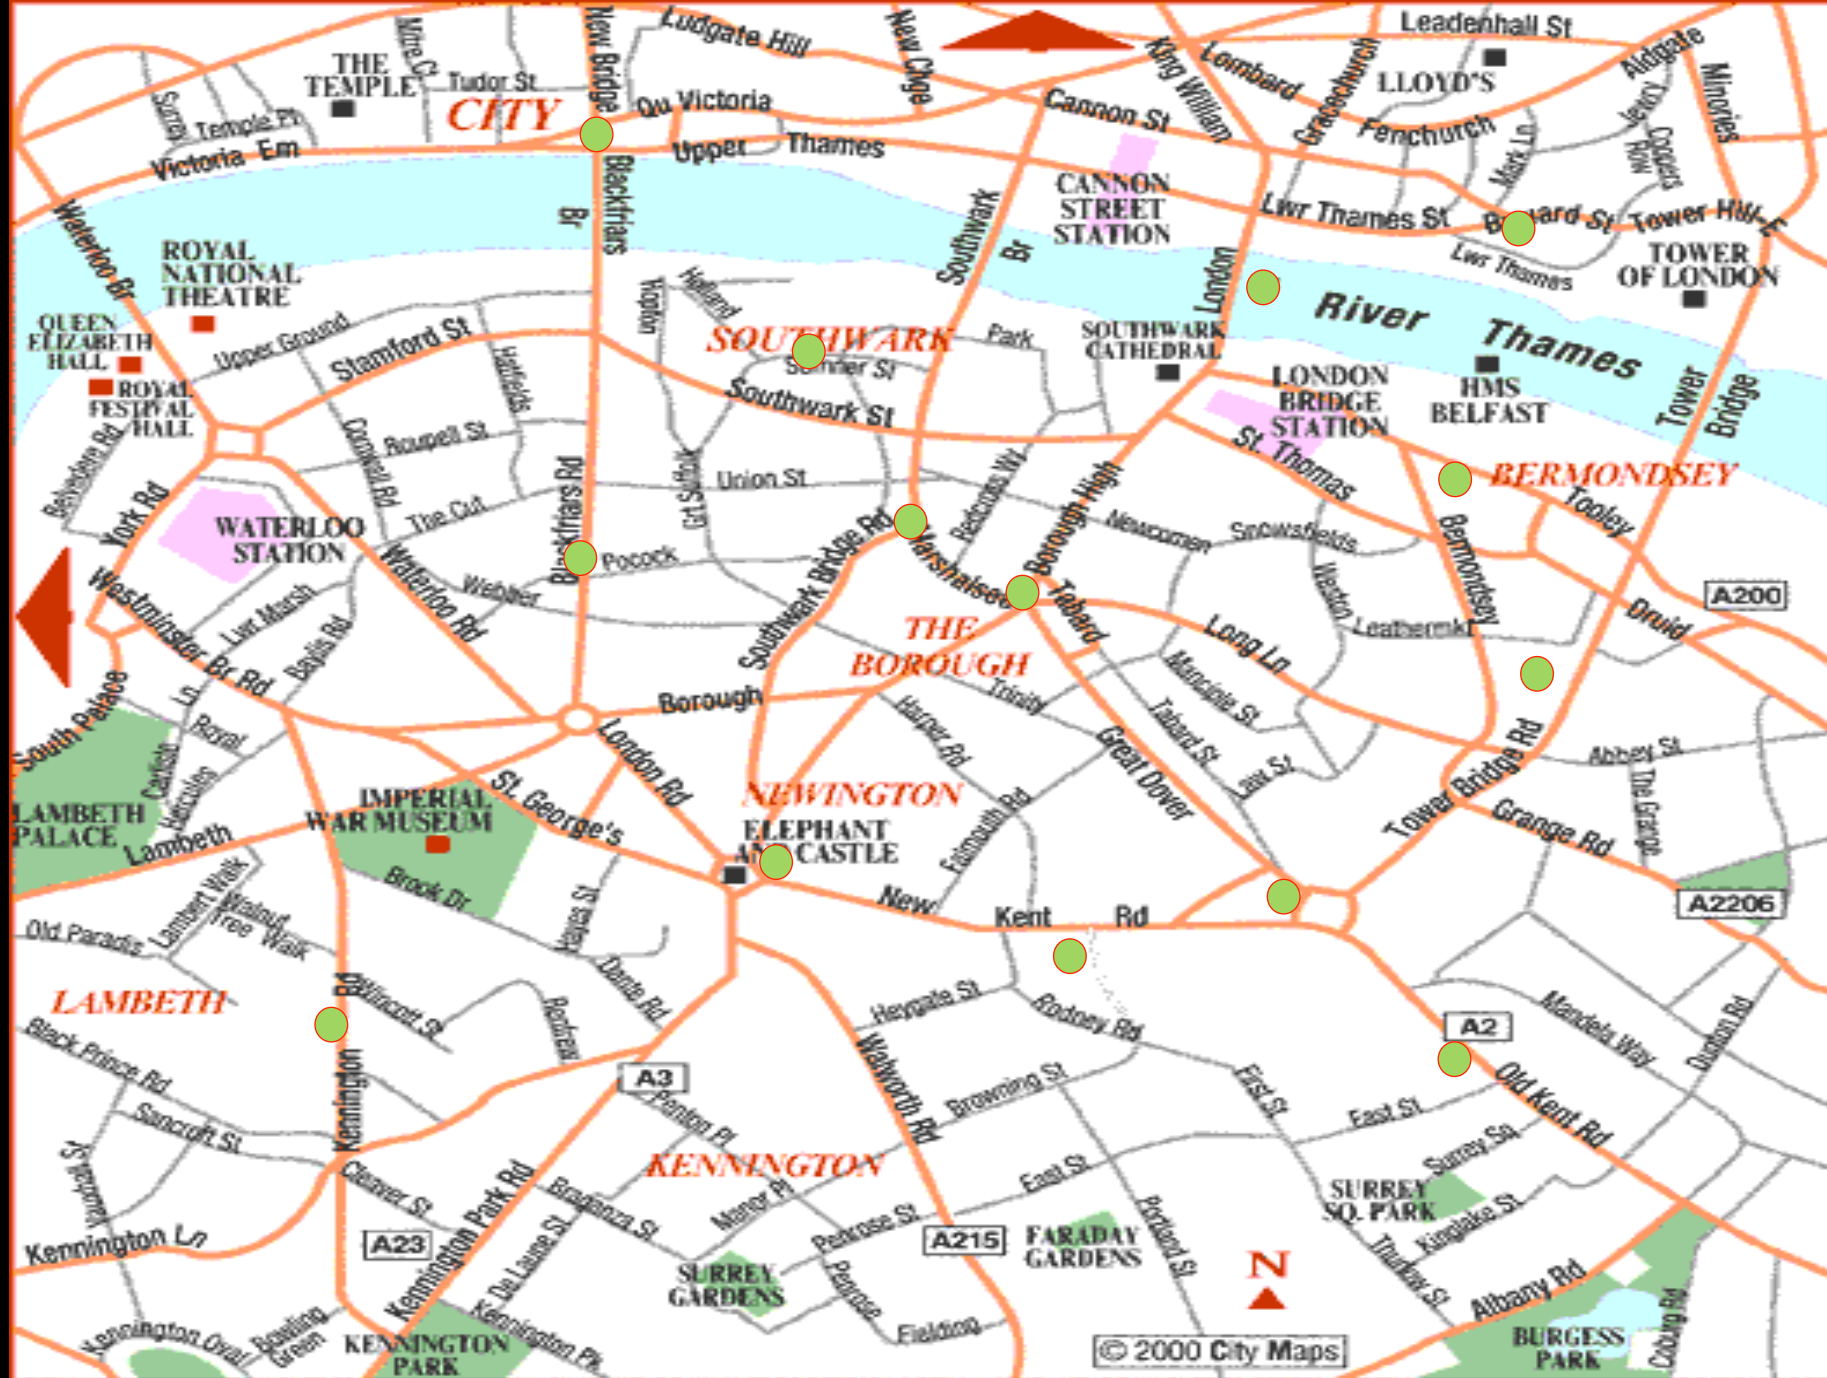 Leadenhall St
Ludgate Hill
New Bridge
New Chge
Mitre Ct
THE
TEMPLE
Tudor St
CITY
Qu Victoria
King William
Lombard
Gracechurch
LLOYD'S
Aldgate
Minories
Surrey
Temple Pl
Victoria Em
Upper Thames
Cannon St
Fenchurch
Mark Ln
Jewry
Coopers
Row
CANNON
STREET
STATION
Lwr Thames St
Tower Hill
E
Lwr Thames
TOWER
OF LONDON
Waterloo Br
Blackfriars
Br
Southwark
Br
London
River Thames
ROYAL
NATIONAL
THEATRE
QUEEN
ELIZABETH
HALL
ROYAL
FESTIVAL
HALL
Upper Ground
Stamford St
Hatfields
Hopton
Holland
SOUTHWARK
Sumner St
Park
SOUTHWARK
CATHEDRAL
LONDON
BRIDGE
STATION
HMS
BELFAST
Tower
Bridge
Southwark St
Belvedere Rd
Cornwall Rd
Roupell St
The Cut
Union St
Gt Suffolk
Redcross Wy
Borough High
St. Thomas
BERMONDSEY
Tooley
York Rd
WATERLOO
STATION
Blackfriars Rd
Pocock
Webber
Southwark Bridge Rd
Marshalsea
Newcomen
Snowsfields
Weston
Bermondsey
Leathermkt
A200
Druid
Westminster Br Rd
Lwr Marsh
Baylis Rd
Waterloo Rd
THE
BOROUGH
Tabard
Long Ln
Manciple St
South Palace
Carlisle
Ln
Royal
Hercules
Borough
Trinity
Harper Rd
Tabard St
Law St
Great Dover
Tower Bridge Rd
Abbey St
The Grange
LAMBETH
PALACE
Lambeth
IMPERIAL
WAR MUSEUM
St. George's
London Rd
NEWINGTON
ELEPHANT
AND CASTLE
Falmouth Rd
Grange Rd
A2206
Lambert Walk
Walnut
Tree Walk
Old Paradis
Brook Dr
Hayes St
New Kent Rd
LAMBETH
Wincott St
Renfrew
Dante Rd
Heygate St
Rodney Rd
A2
Mandela Way
Dunton Rd
Black Prince Rd
Kennington Rd
A3
Walworth Rd
Browning St
First St
East St
Old Kent Rd
Sancroft St
Vauxhall St
Cleaver St
Penton Pl
KENNINGTON
Manor Pl
East St
Surrey Sq
SURREY
SQ. PARK
Kinglake St
Thurlow St
Kennington Ln
A23
Kennington Park Rd
Braganza St
De Laune St
Penrose St
Penrose
A215
FARADAY
GARDENS
Portland St
N
Albany Rd
SURREY
GARDENS
Fielding
Kennington Oval
Bowling
Green
KENNINGTON
PARK
Kennington Pk
© 2000 City Maps
BURGESS
PARK
Coburg Rd